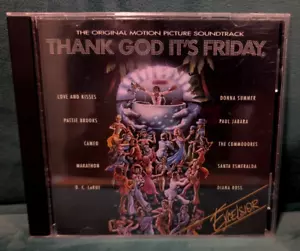 THE ORIGINAL MOTION PICTURE SOUNDTRACK
THANK GOD IT'S FRIDAY
LOVE AND KISSES
DONNA SUMMER
PATTIE BROOKS
PAUL JABARA
CAMEO
THE COMMODORES
MARATHON
SANTA ESMERALDA
D. C. LaRUE
DIANA ROSS
Excelsior